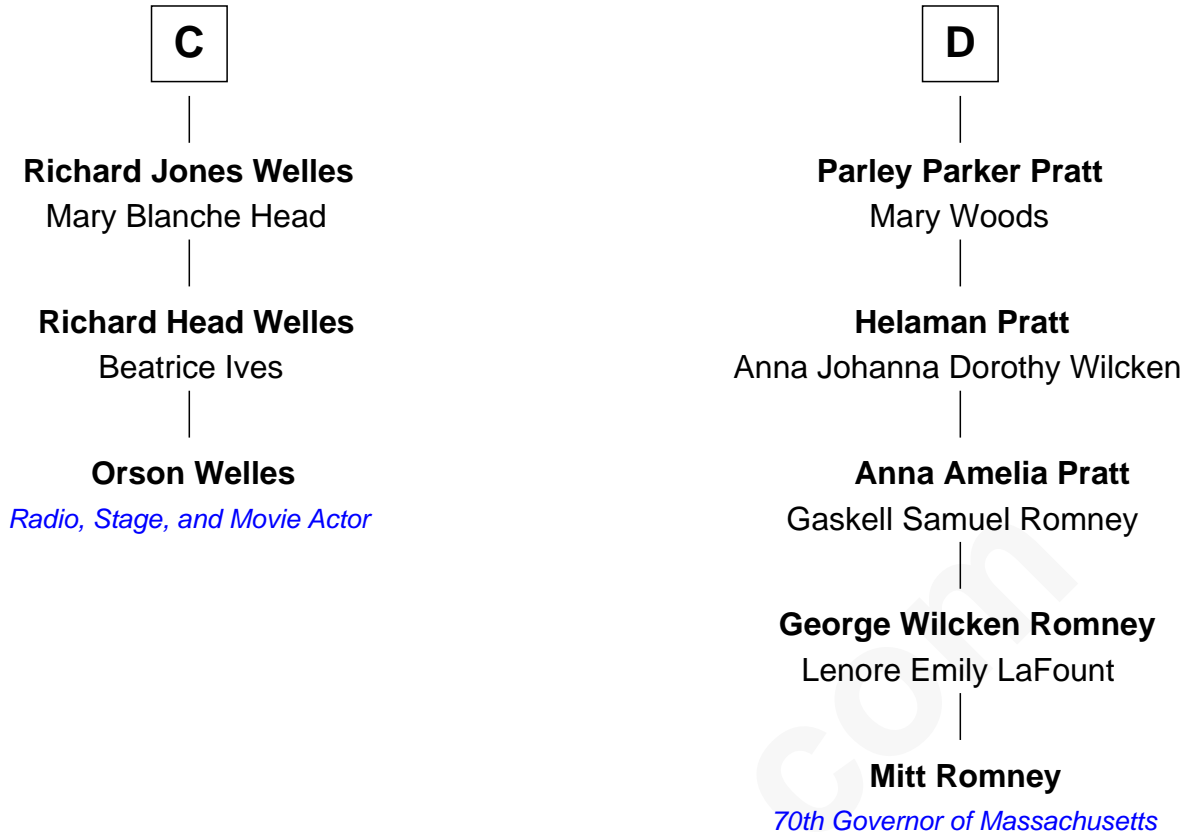 C
Richard Jones Welles
Mary Blanche Head
Richard Head Welles
Beatrice Ives
Orson Welles
Radio, Stage, and Movie Actor
D
Parley Parker Pratt
Mary Woods
Helaman Pratt
Anna Johanna Dorothy Wilcken
Anna Amelia Pratt
Gaskell Samuel Romney
George Wilcken Romney
Lenore Emily LaFount
Mitt Romney
70th Governor of Massachusetts
com